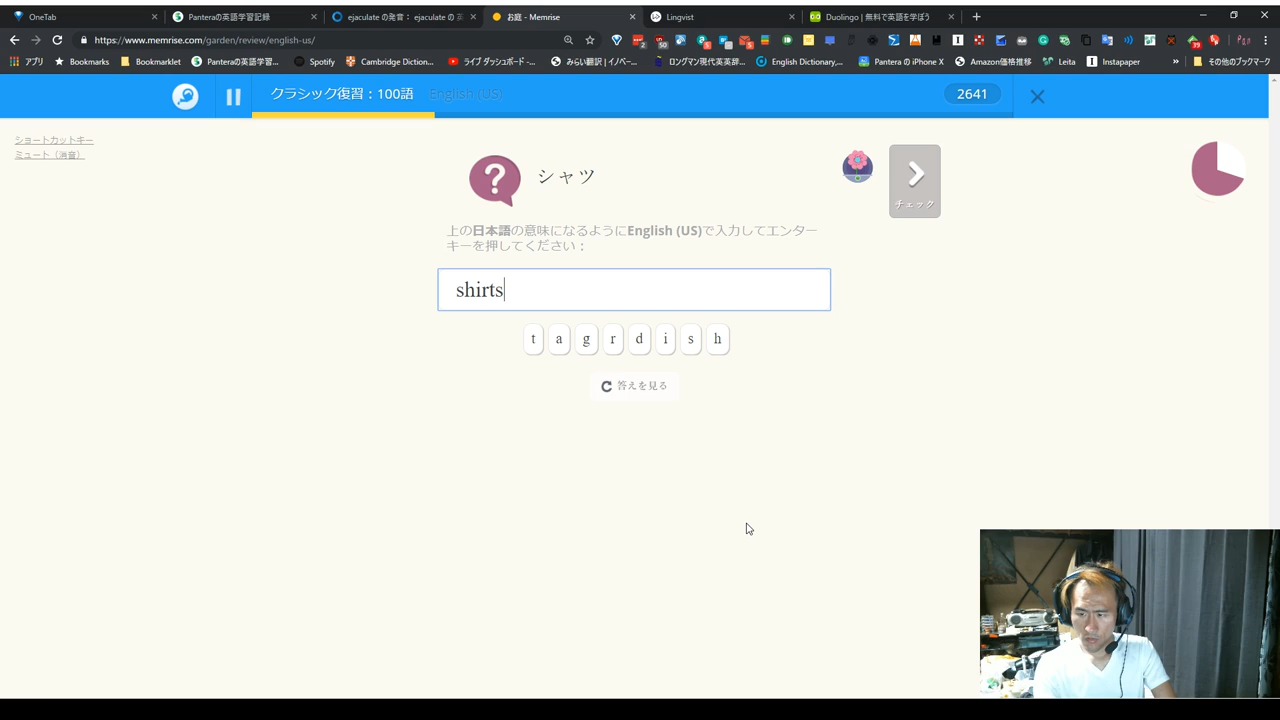 OneTab
Panteraの英語学習記録
ejaculate の発音： ejaculate の 英
お庭 - Memrise
Lingvist
Duolingo | 無料で英語を学ぼう
https://www.memrise.com/garden/review/english-us/
アプリ
Bookmarks
Bookmarklet
Panteraの英語学習...
Spotify
Cambridge Diction...
ライブ ダッシュボード -...
みらい翻訳 | イノベー...
ロングマン現代英英辞...
English Dictionary,...
Pantera の iPhone X
Amazon価格推移
Leita
Instapaper
»
その他のブックマーク
クラシック復習：100語
English (US)
2641
ショートカットキー
ミュート（消音）
シャツ
チェック
上の日本語の意味になるようにEnglish (US)で入力してエンター
キーを押してください：
shirts
t a g r d i s h
答えを見る